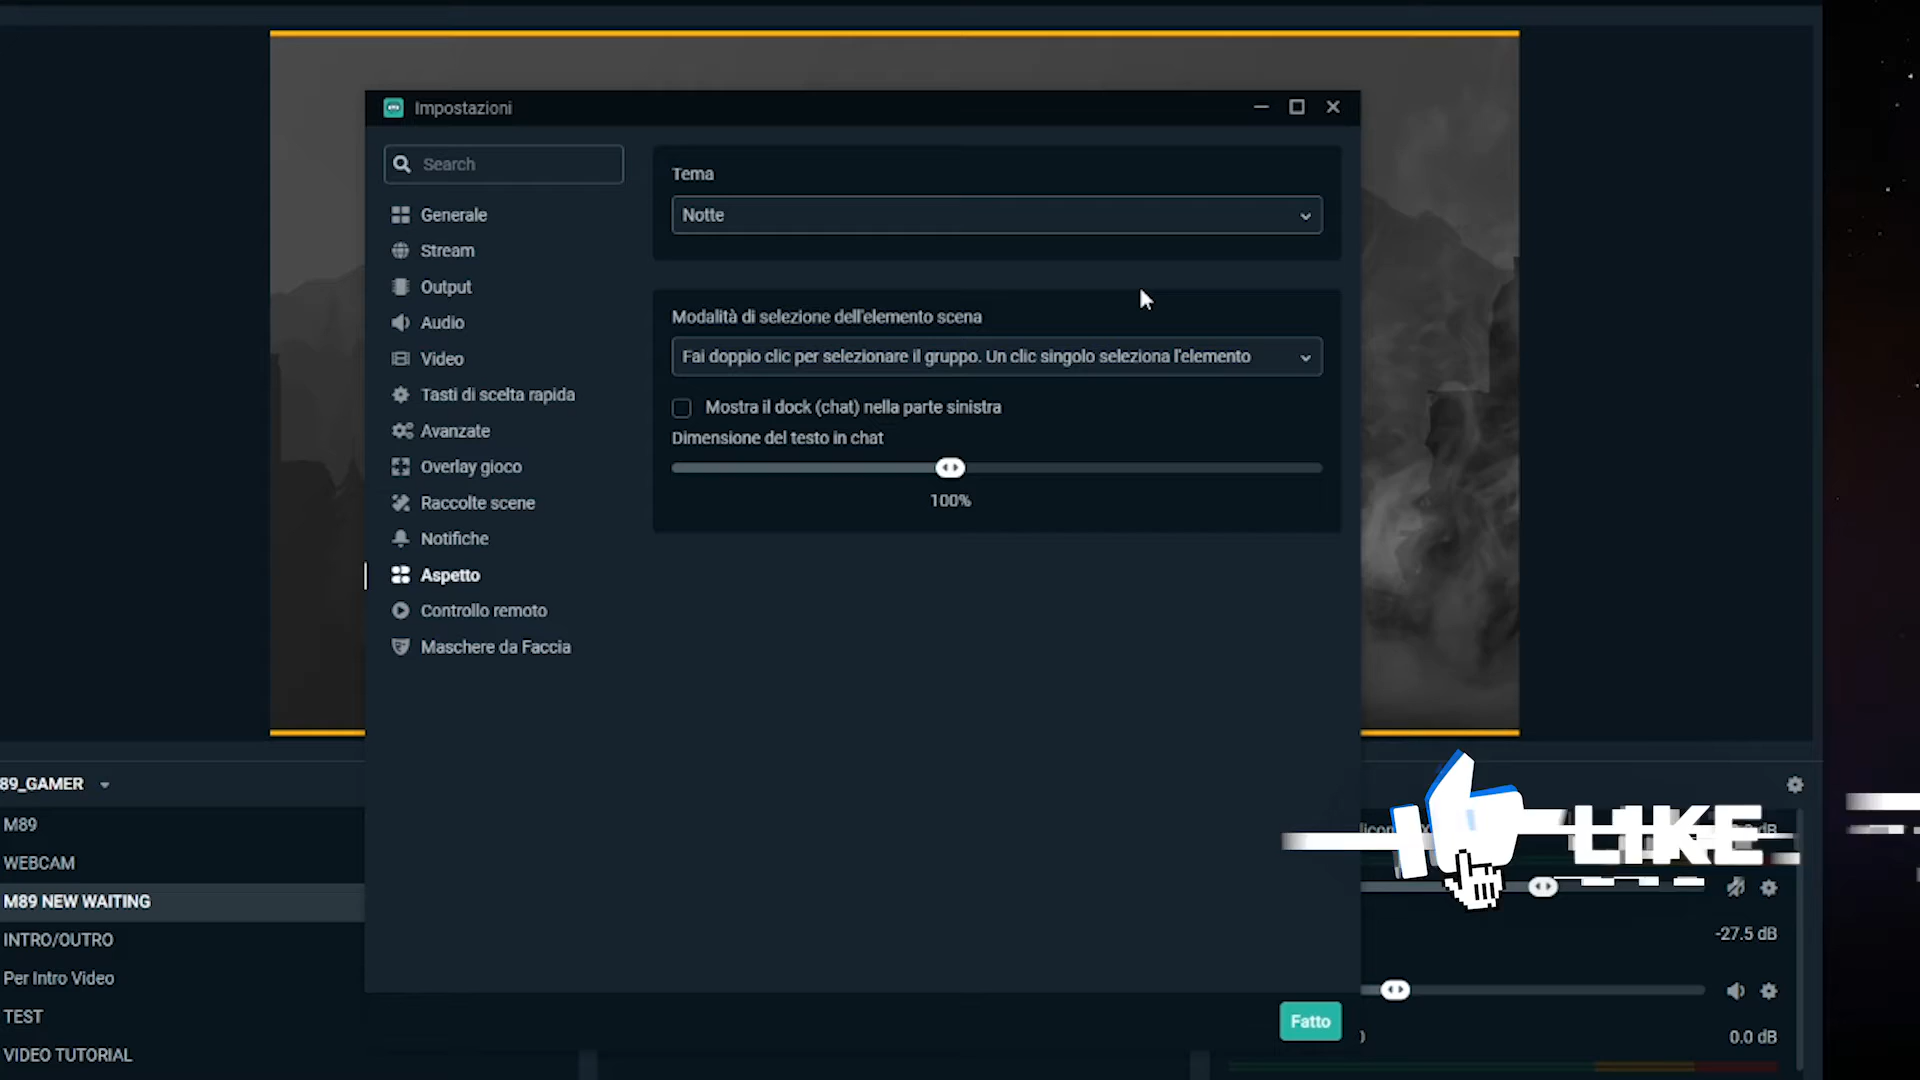 Impostazioni
Search
Generale
Stream
Output
Audio
Video
Tasti di scelta rapida
Avanzate
Overlay gioco
Raccolte scene
Notifiche
Aspetto
Controllo remoto
Maschere da Faccia
Tema
Notte
Modalità di selezione dell'elemento scena
Fai doppio clic per selezionare il gruppo. Un clic singolo seleziona l'elemento
Mostra il dock (chat) nella parte sinistra
Dimensione del testo in chat
100%
Fatto
89_GAMER
M89
WEBCAM
M89 NEW WAITING
INTRO/OUTRO
Per Intro Video
TEST
VIDEO TUTORIAL
LIKE
-27.5 dB
0.0 dB